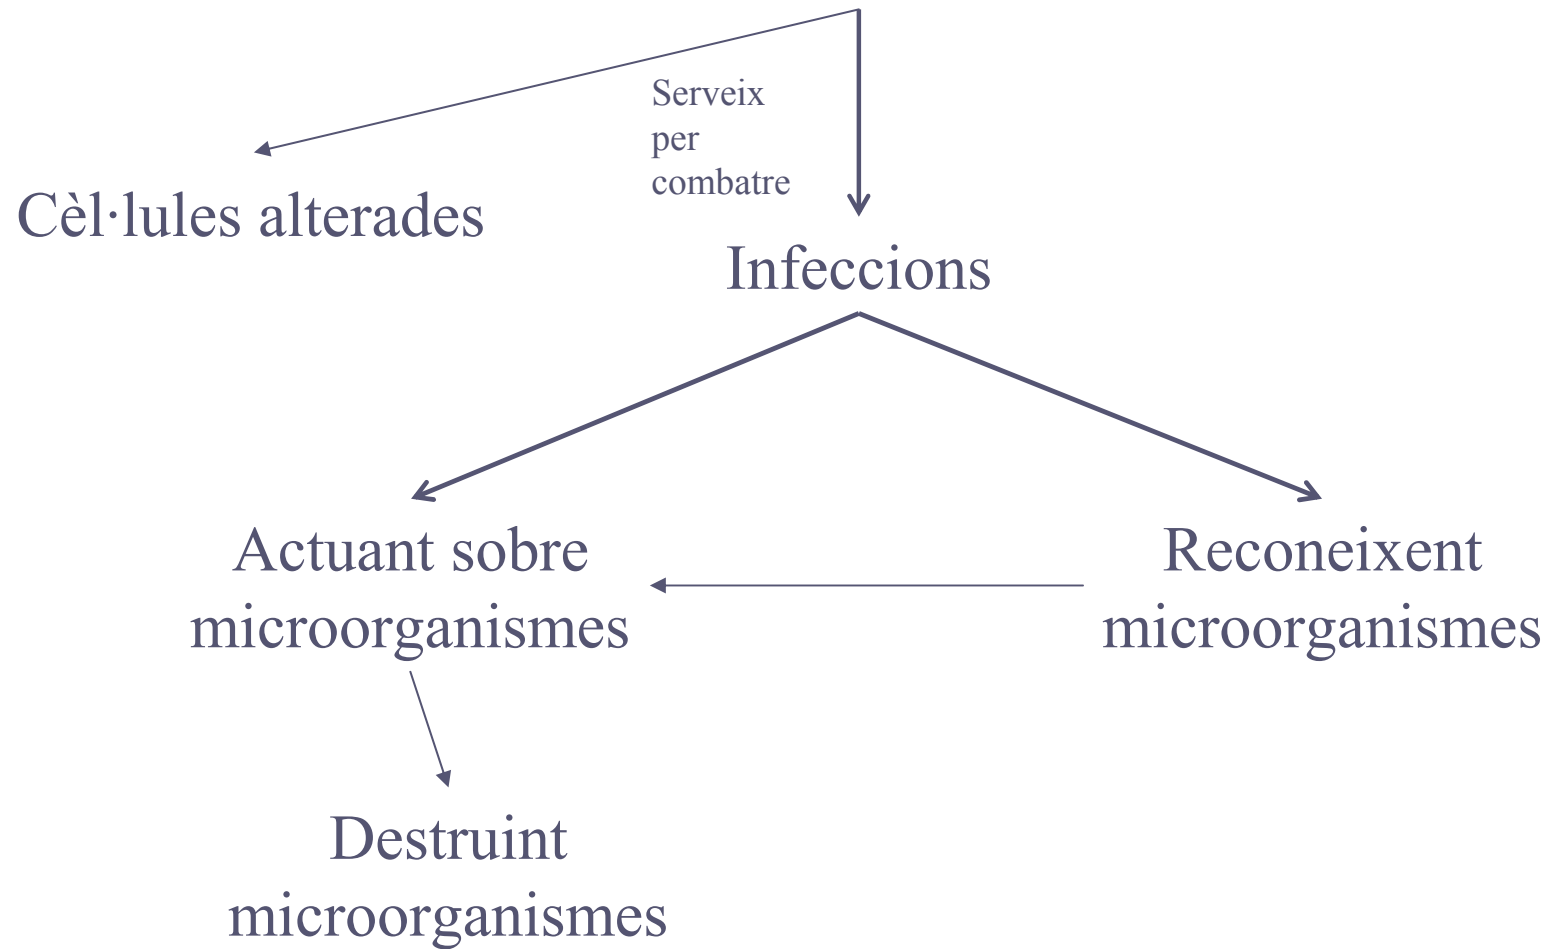 Serveix
per
combatre
Cèl·lules alterades
Infeccions
Actuant sobre
microorganismes
Reconeixent
microorganismes
Destruint
microorganismes